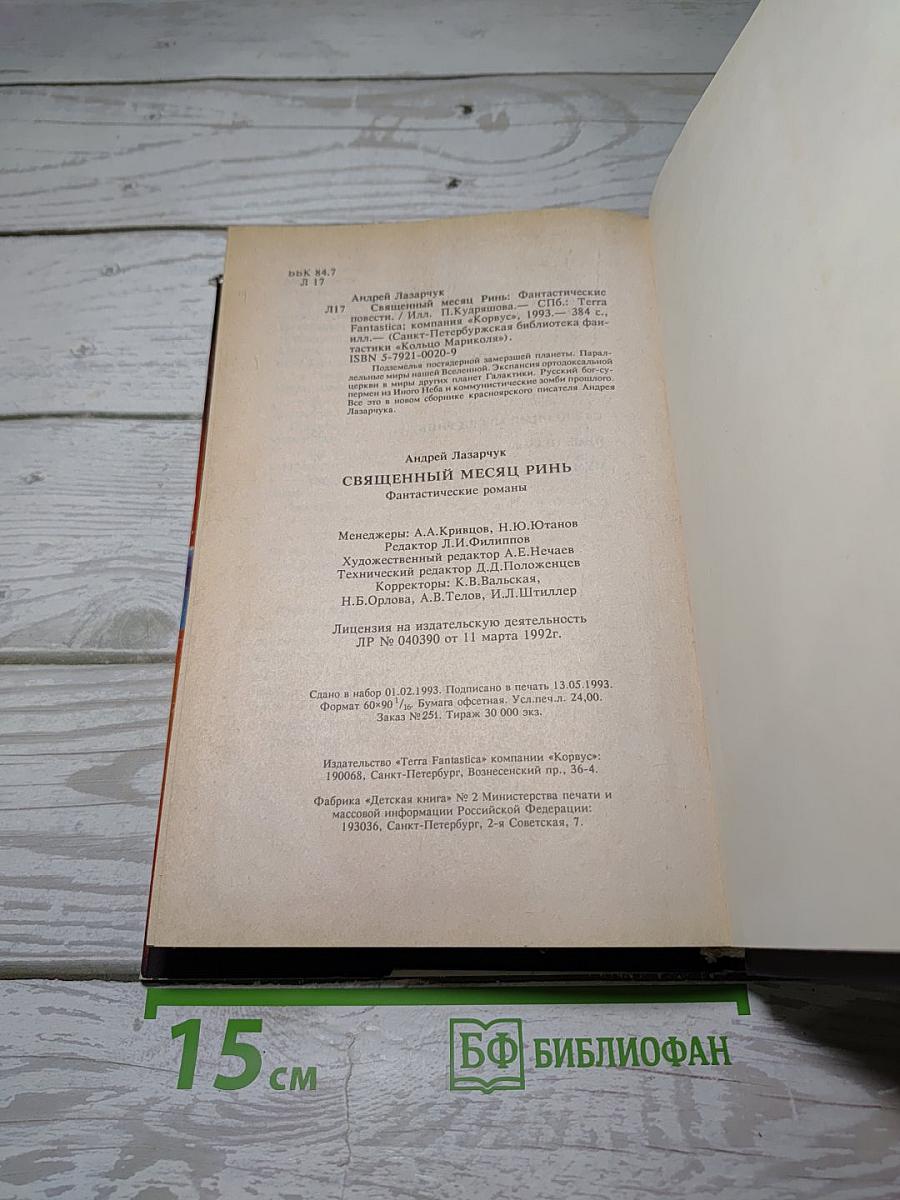 ББК 84.7
Л 17
Андрей Лазарчук
Л17 Священный месяц Ринь: Фантастические
повести. / Илл. П.Кудряшова.— СПб.: Terra
Fantastica; компания «Корвус», 1993.— 384 с.,
илл.— (Санкт-Петербуржская библиотека фан-
тастики «Кольцо Мариколя»).
ISBN 5-7921-0020-9
Подземелья постядерной замерзшей планеты. Парал-
лельные миры нашей Вселенной. Экспансия ортодоксальной
церкви в миры других планет Галактики. Русский бог-су-
пермен из Иного Неба и коммунистические зомби прошлого.
Все это в новом сборнике красноярского писателя Андрея
Лазарчука.
Андрей Лазарчук
СВЯЩЕННЫЙ МЕСЯЦ РИНЬ
Фантастические романы
Менеджеры: А.А.Кривцов, Н.Ю.Ютанов
Редактор Л.И.Филиппов
Художественный редактор А.Е.Нечаев
Технический редактор Д.Д.Положенцев
Корректоры: К.В.Вальская,
Н.Б.Орлова, А.В.Телов, И.Л.Штиллер
Лицензия на издательскую деятельность
ЛР № 040390 от 11 марта 1992г.
Сдано в набор 01.02.1993. Подписано в печать 13.05.1993.
Формат 60×90 1/16. Бумага офсетная. Усл.печ.л. 24,00.
Заказ №251. Тираж 30 000 экз.
Издательство «Terra Fantastica» компании «Корвус»:
190068, Санкт-Петербург, Вознесенский пр., 36-4.
Фабрика «Детская книга» № 2 Министерства печати и
массовой информации Российской Федерации:
193036, Санкт-Петербург, 2-я Советская, 7.
15 см
БФ БИБЛИОФАН